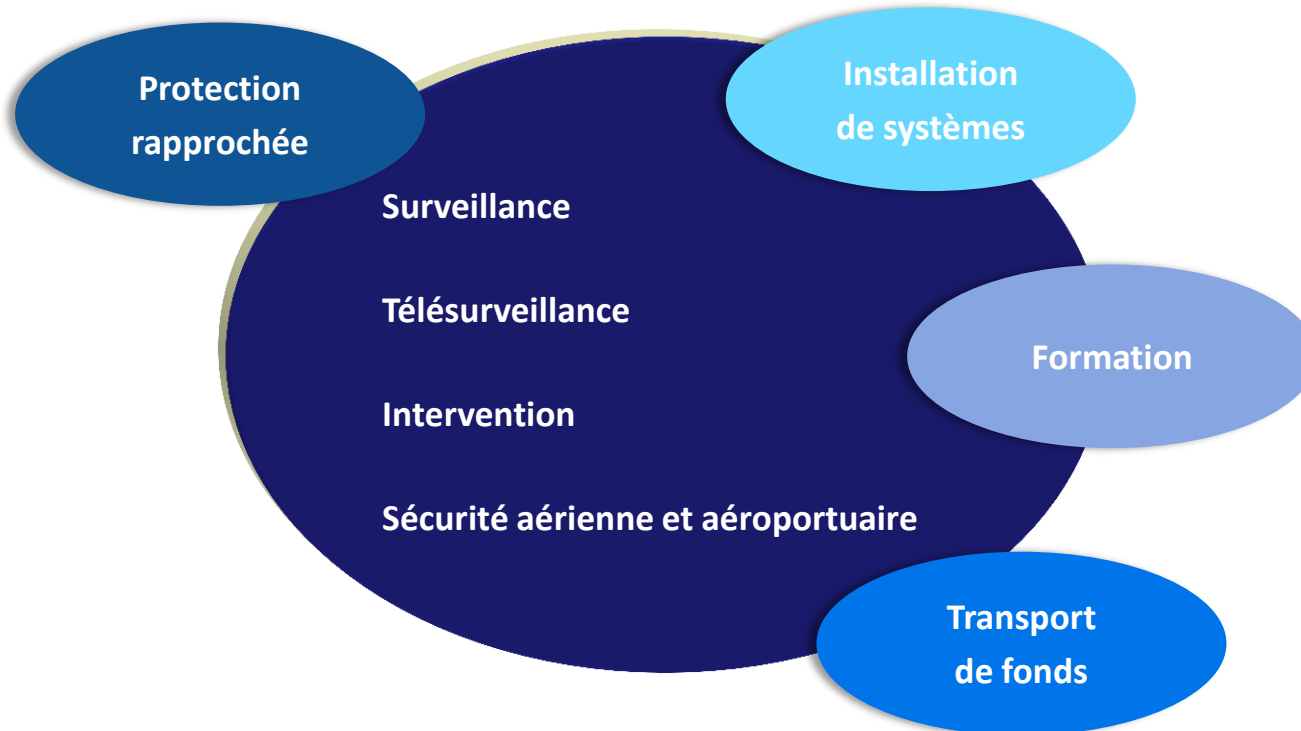 Protection
rapprochée
Installation
de systèmes
Surveillance
Télésurveillance
Formation
Intervention
Sécurité aérienne et aéroportuaire
Transport
de fonds